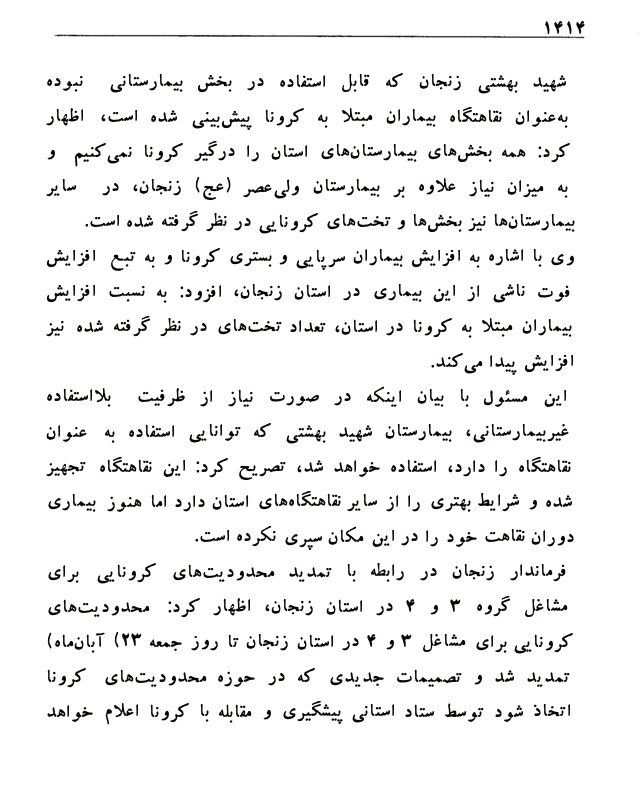 ۱۴۱۴
شهید بهشتی زنجان که قابل استفاده در بخش بیمارستانی نبوده
به‌عنوان نقاهتگاه بیماران مبتلا به کرونا پیش‌بینی شده است، اظهار
کرد: همه بخش‌های بیمارستان‌های استان را درگیر کرونا نمی‌کنیم و
به میزان نیاز علاوه بر بیمارستان ولی‌عصر (عج) زنجان، در سایر
بیمارستان‌ها نیز بخش‌ها و تخت‌های کرونایی در نظر گرفته شده است.
وی با اشاره به افزایش بیماران سرپایی و بستری کرونا و به تبع افزایش
فوت ناشی از این بیماری در استان زنجان، افزود: به نسبت افزایش
بیماران مبتلا به کرونا در استان، تعداد تخت‌های در نظر گرفته شده نیز
افزایش پیدا می‌کند.
این مسئول با بیان اینکه در صورت نیاز از ظرفیت بلااستفاده
غیربیمارستانی، بیمارستان شهید بهشتی که توانایی استفاده به عنوان
نقاهتگاه را دارد، استفاده خواهد شد، تصریح کرد: این نقاهتگاه تجهیز
شده و شرایط بهتری را از سایر نقاهتگاه‌های استان دارد اما هنوز بیماری
دوران نقاهت خود را در این مکان سپری نکرده است.
فرماندار زنجان در رابطه با تمدید محدودیت‌های کرونایی برای
مشاغل گروه ۳ و ۴ در استان زنجان، اظهار کرد: محدودیت‌های
کرونایی برای مشاغل ۳ و ۴ در استان زنجان تا روز جمعه ۲۳) آبان‌ماه)
تمدید شد و تصمیمات جدیدی که در حوزه محدودیت‌های کرونا
اتخاذ شود توسط ستاد استانی پیشگیری و مقابله با کرونا اعلام خواهد